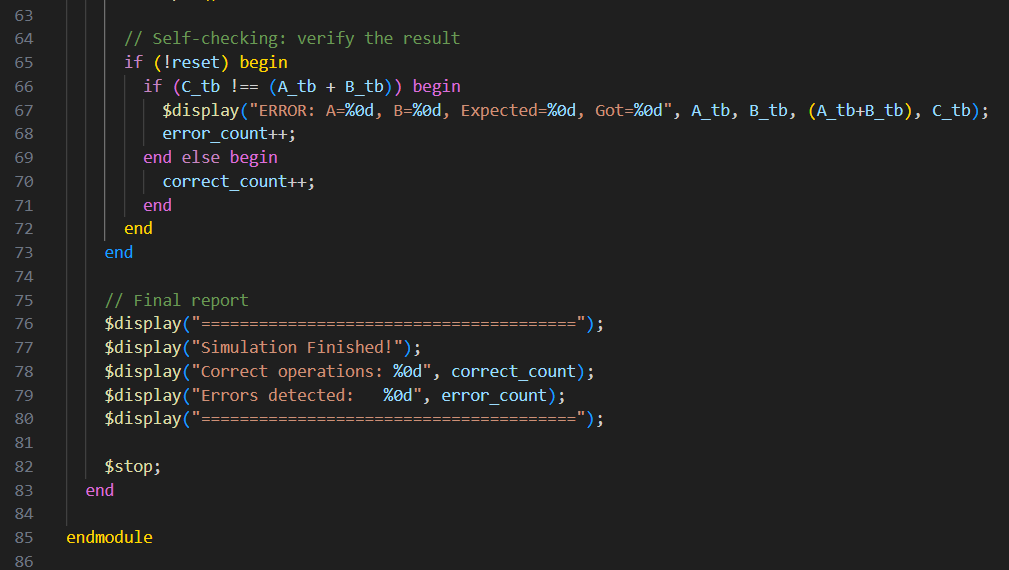 63
64 // Self-checking: verify the result
65 if (!reset) begin
66 if (C_tb !== (A_tb + B_tb)) begin
67 $display("ERROR: A=%0d, B=%0d, Expected=%0d, Got=%0d", A_tb, B_tb, (A_tb+B_tb), C_tb);
68 error_count++;
69 end else begin
70 correct_count++;
71 end
72 end
73 end
74
75 // Final report
76 $display("=======================================");
77 $display("Simulation Finished!");
78 $display("Correct operations: %0d", correct_count);
79 $display("Errors detected:   %0d", error_count);
80 $display("=======================================");
81
82 $stop;
83 end
84
85 endmodule
86